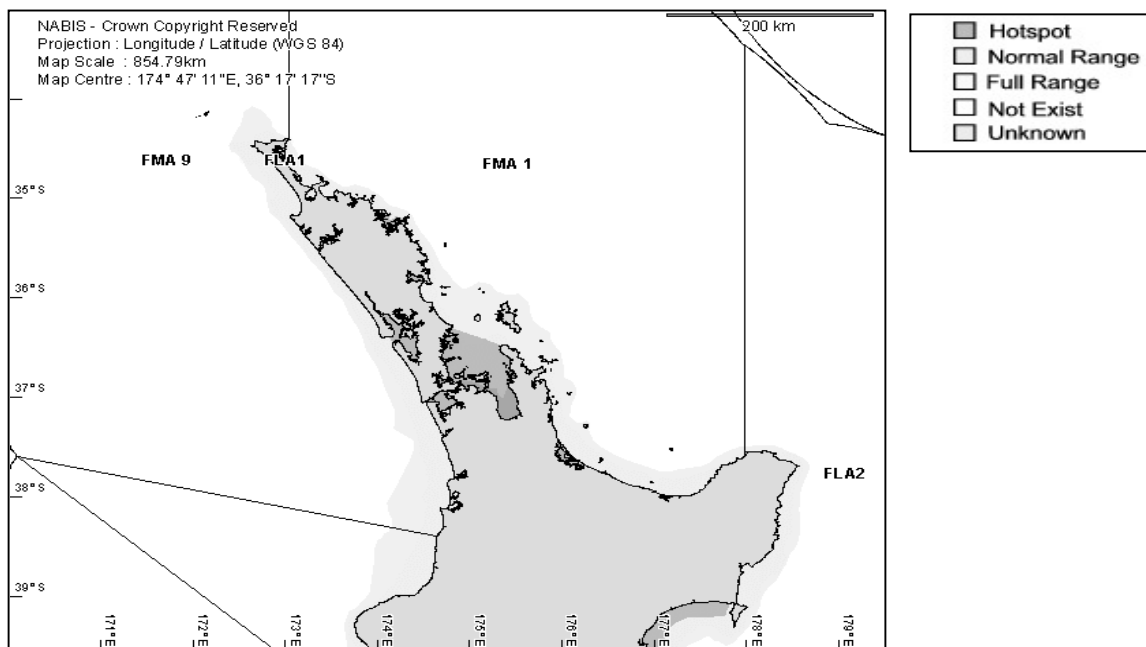 NABIS - Crown Copyright Reserved
Projection : Longitude / Latitude (WGS 84)
Map Scale : 854.79km
Map Centre : 174° 47' 11"E, 36° 17' 17"S
200 km
Hotspot
Normal Range
Full Range
Not Exist
Unknown
FMA 9
FLA1
FMA 1
35°S
36°S
37°S
38°S
FLA2
39°S
171°E
172°E
173°E
174°E
175°E
176°E
177°E
178°E
179°E